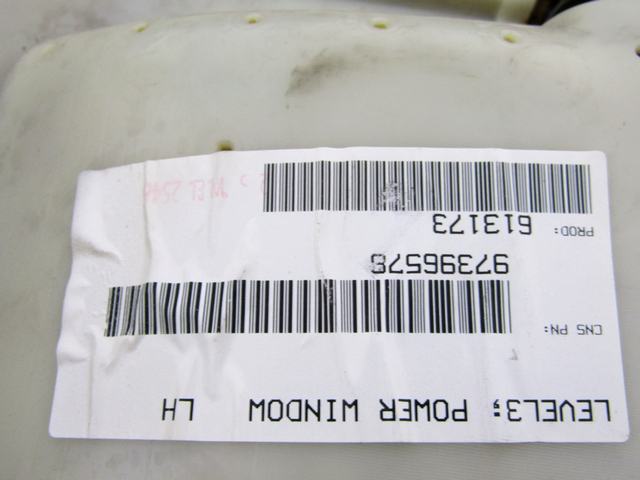 LEVEL3; POWER WINDOW LH
CNS PN:
97396578
PROD: 613173